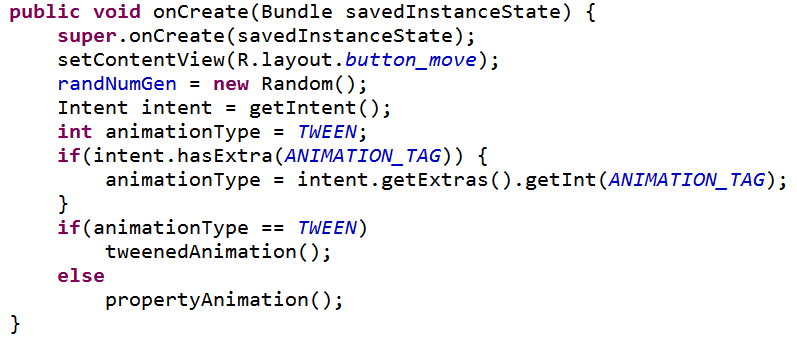 public void onCreate(Bundle savedInstanceState) {
    super.onCreate(savedInstanceState);
    setContentView(R.layout.button_move);
    randNumGen = new Random();
    Intent intent = getIntent();
    int animationType = TWEEN;
    if(intent.hasExtra(ANIMATION_TAG)) {
        animationType = intent.getExtras().getInt(ANIMATION_TAG);
    }
    if(animationType == TWEEN)
        tweenedAnimation();
    else
        propertyAnimation();
}